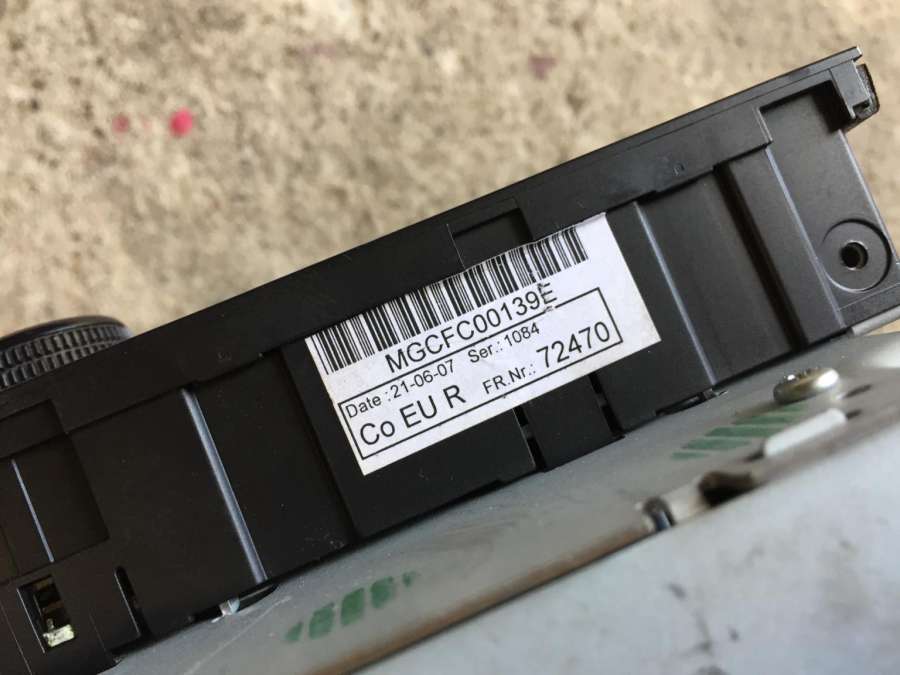 MGCFC00139E
Date :21-06-07 Ser.:1084
Co EU R FR.Nr.: 72470